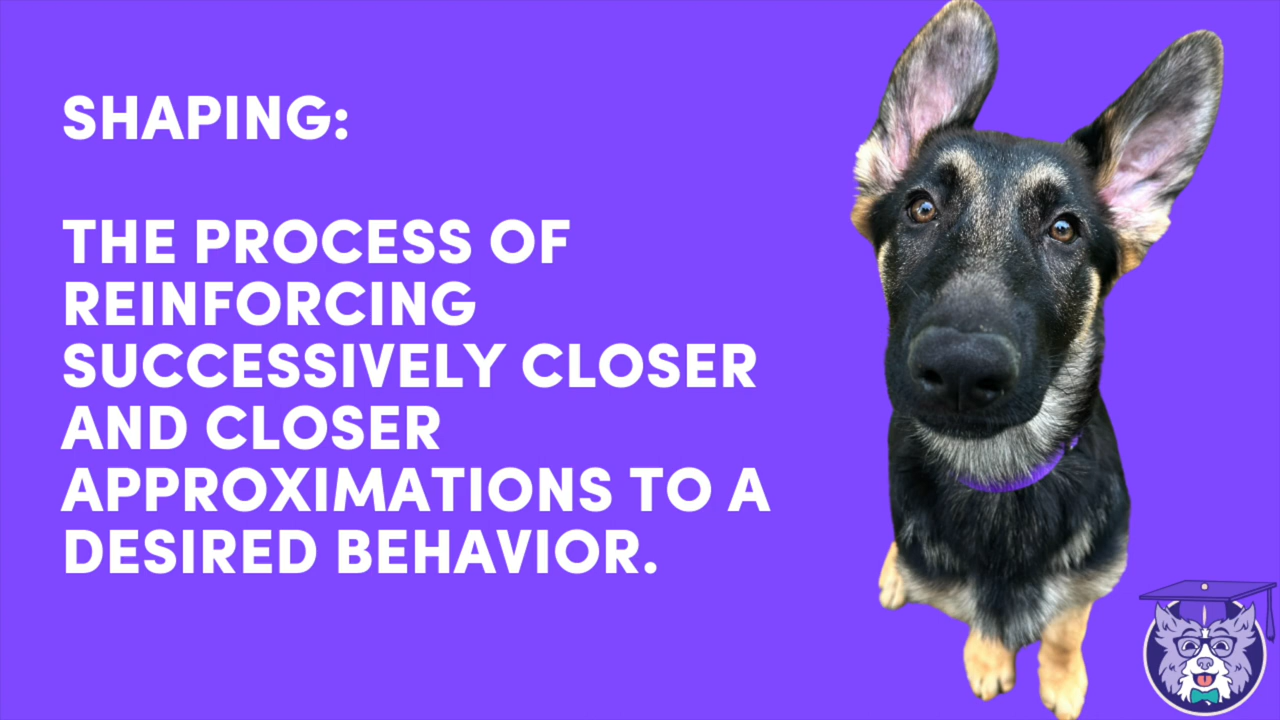 SHAPING:
THE PROCESS OF
REINFORCING
SUCCESSIVELY CLOSER
AND CLOSER
APPROXIMATIONS TO A
DESIRED BEHAVIOR.